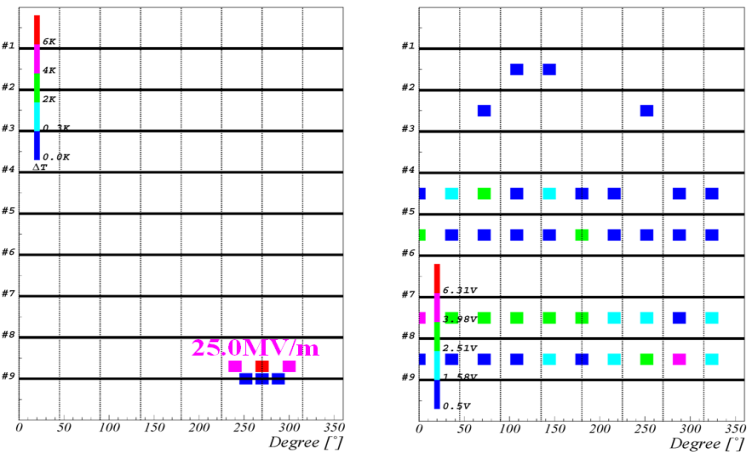 #1
#2
#3
#4
#5
#6
#7
#8
#9
6K
4K
2K
0.3K
0.0K
ΔT
25.0MV/m
0 50 100 150 200 250 300 350
Degree [°]
#1
#2
#3
#4
#5
#6
#7
#8
#9
6.31V
3.98V
2.51V
1.58V
0.5V
0 50 100 150 200 250 300 350
Degree [°]